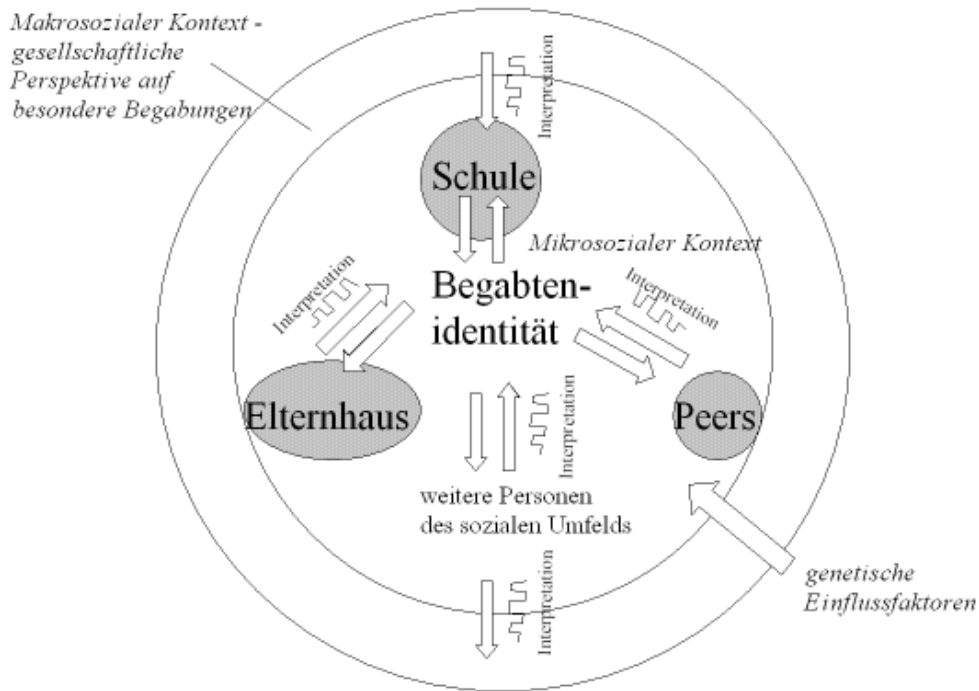 Makrosozialer Kontext -
gesellschaftliche
Perspektive auf
besondere Begabungen
Interpretation
Schule
Mikrosozialer Kontext
Interpretation
Begabten-
identität
Interpretation
Elternhaus
Peers
Interpretation
weitere Personen
des sozialen Umfelds
genetische
Einflussfaktoren
Interpretation